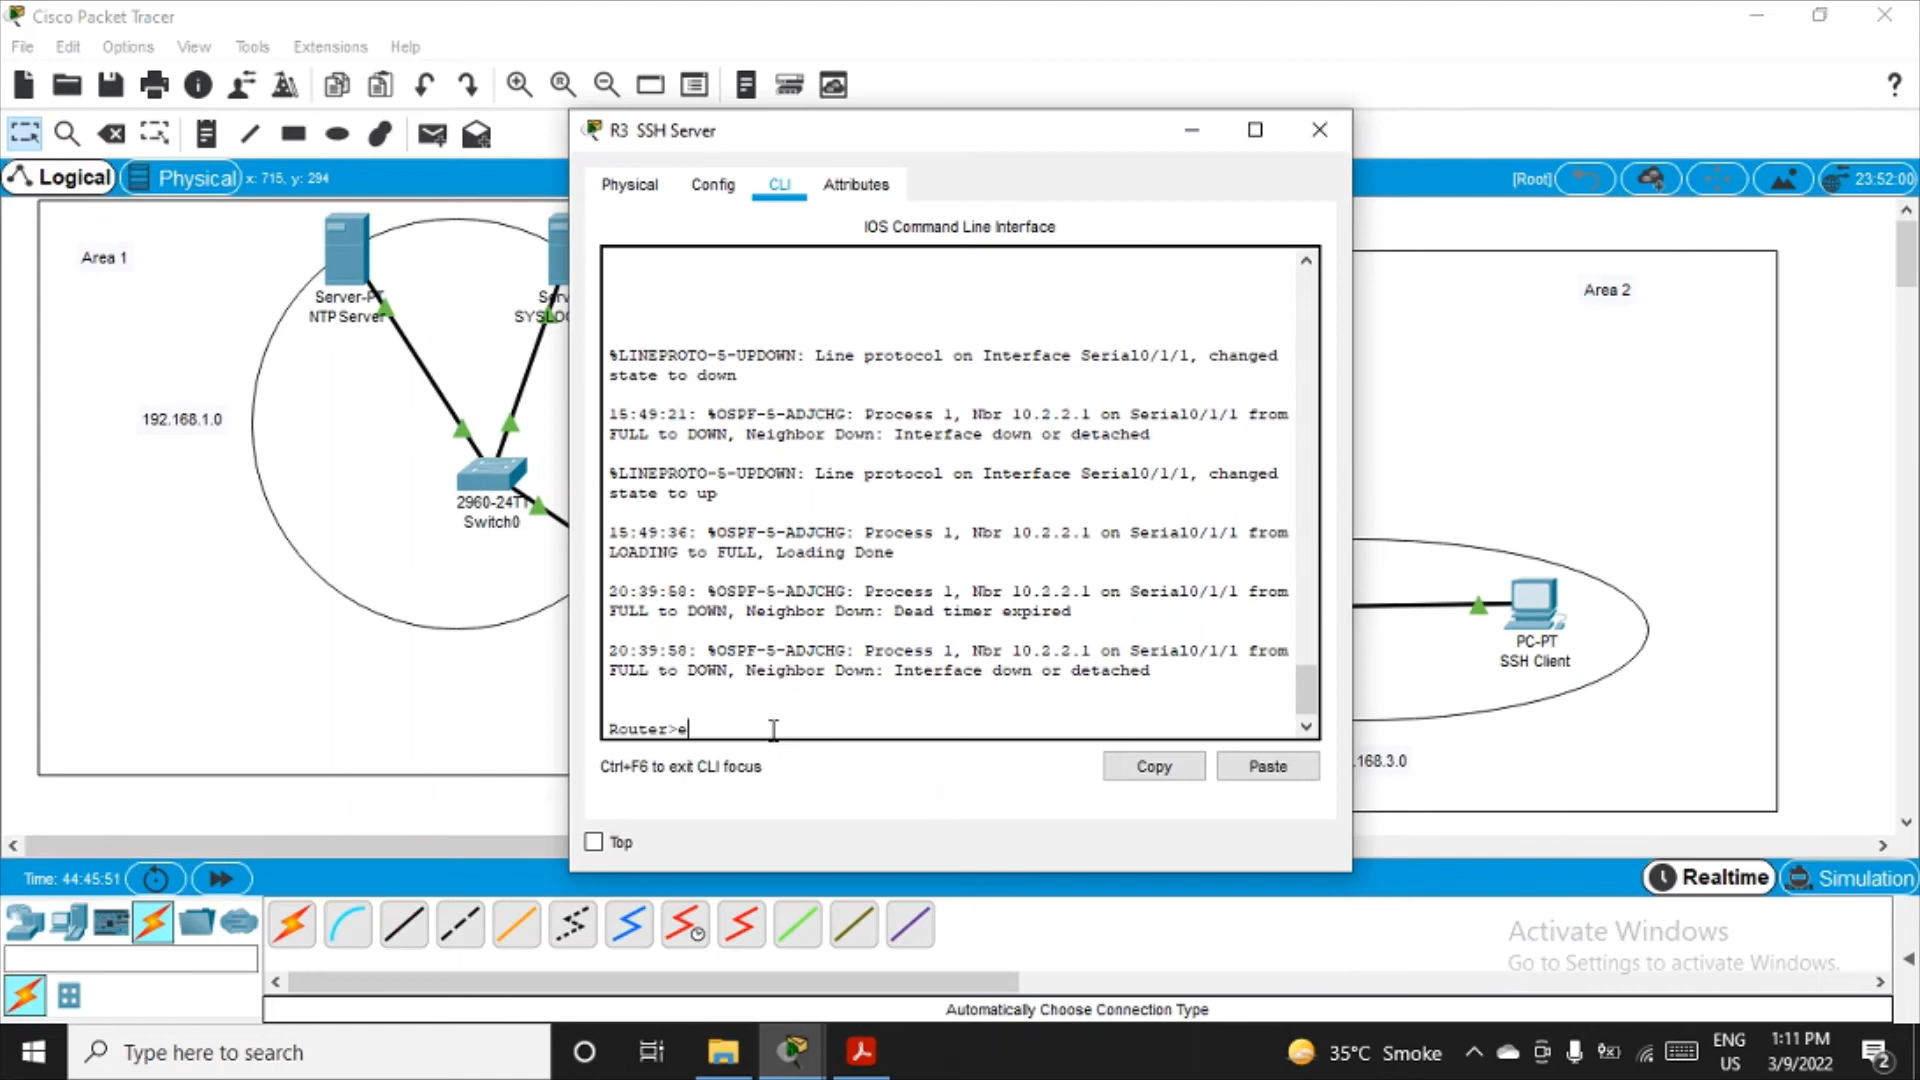 Cisco Packet Tracer
File Edit Options View Tools Extensions Help
?
Logical Physical x: 715, y: 294
[Root] 23:52:00
Area 1
Server-PT
NTP Server
Serv
SYSLOG
192.168.1.0
2960-24TT
Switch0
R3 SSH Server
Physical Config CLI Attributes
IOS Command Line Interface
%LINEPROTO-5-UPDOWN: Line protocol on Interface Serial0/1/1, changed
state to down
15:49:21: %OSPF-5-ADJCHG: Process 1, Nbr 10.2.2.1 on Serial0/1/1 from
FULL to DOWN, Neighbor Down: Interface down or detached
%LINEPROTO-5-UPDOWN: Line protocol on Interface Serial0/1/1, changed
state to up
15:49:36: %OSPF-5-ADJCHG: Process 1, Nbr 10.2.2.1 on Serial0/1/1 from
LOADING to FULL, Loading Done
20:39:58: %OSPF-5-ADJCHG: Process 1, Nbr 10.2.2.1 on Serial0/1/1 from
FULL to DOWN, Neighbor Down: Dead timer expired
20:39:58: %OSPF-5-ADJCHG: Process 1, Nbr 10.2.2.1 on Serial0/1/1 from
FULL to DOWN, Neighbor Down: Interface down or detached
Router>e
Ctrl+F6 to exit CLI focus
Copy
Paste
Top
Area 2
PC-PT
SSH Client
.168.3.0
Time: 44:45:51
Realtime Simulation
Activate Windows
Go to Settings to activate Windows.
Automatically Choose Connection Type
Type here to search
35°C Smoke
ENG
US
1:11 PM
3/9/2022
2